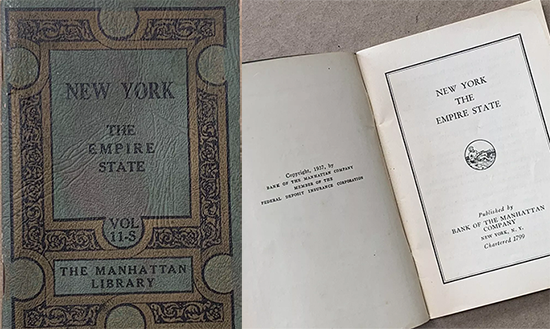 NEW YORK
THE
EMPIRE
STATE
VOL
11-S
THE MANHATTAN
LIBRARY
Copyright, 1937, by
BANK OF THE MANHATTAN COMPANY
MEMBER OF THE
FEDERAL DEPOSIT INSURANCE CORPORATION
NEW YORK
THE
EMPIRE STATE
Published by
BANK OF THE MANHATTAN
COMPANY
NEW YORK, N. Y.
Chartered 1799